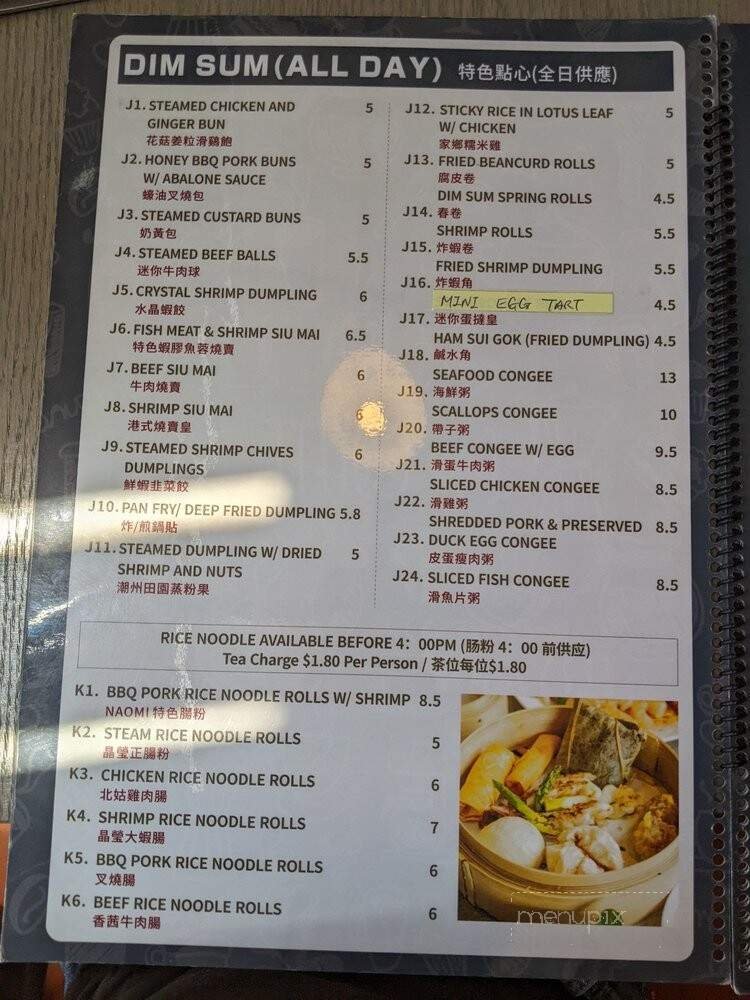 DIM SUM(ALL DAY) 特色點心(全日供應)
J1. STEAMED CHICKEN AND 5
GINGER BUN
花菇姜粒滑鷄飽
J2. HONEY BBQ PORK BUNS 5
W/ ABALONE SAUCE
蠔油叉燒包
J3. STEAMED CUSTARD BUNS 5
奶黃包
J4. STEAMED BEEF BALLS 5.5
迷你牛肉球
J5. CRYSTAL SHRIMP DUMPLING 6
水晶蝦餃
J6. FISH MEAT & SHRIMP SIU MAI 6.5
特色蝦膠魚蓉燒賣
J7. BEEF SIU MAI 6
牛肉燒賣
J8. SHRIMP SIU MAI 6
港式燒賣皇
J9. STEAMED SHRIMP CHIVES 6
DUMPLINGS
鮮蝦韭菜餃
J10. PAN FRY/ DEEP FRIED DUMPLING 5.8
炸/煎鍋貼
J11. STEAMED DUMPLING W/ DRIED 5
SHRIMP AND NUTS
潮州田園蒸粉果
J12. STICKY RICE IN LOTUS LEAF 5
W/ CHICKEN
家鄉糯米雞
J13. FRIED BEANCURD ROLLS 5
腐皮卷
DIM SUM SPRING ROLLS 4.5
J14. 春卷
SHRIMP ROLLS 5.5
J15. 炸蝦卷
FRIED SHRIMP DUMPLING 5.5
J16. 炸蝦角
MINI EGG TART 4.5
J17. 迷你蛋撻皇
HAM SUI GOK (FRIED DUMPLING) 4.5
J18. 鹹水角
SEAFOOD CONGEE 13
J19. 海鮮粥
SCALLOPS CONGEE 10
J20. 帶子粥
BEEF CONGEE W/ EGG 9.5
J21. 滑蛋牛肉粥
SLICED CHICKEN CONGEE 8.5
J22. 滑雞粥
SHREDDED PORK & PRESERVED 8.5
J23. DUCK EGG CONGEE
皮蛋瘦肉粥
J24. SLICED FISH CONGEE 8.5
滑魚片粥
RICE NOODLE AVAILABLE BEFORE 4：00PM (肠粉 4：00 前供应)
Tea Charge $1.80 Per Person / 茶位每位$1.80
K1. BBQ PORK RICE NOODLE ROLLS W/ SHRIMP 8.5
NAOMI 特色腸粉
K2. STEAM RICE NOODLE ROLLS 5
晶瑩正腸粉
K3. CHICKEN RICE NOODLE ROLLS 6
北姑雞肉腸
K4. SHRIMP RICE NOODLE ROLLS 7
晶瑩大蝦腸
K5. BBQ PORK RICE NOODLE ROLLS 6
叉燒腸
K6. BEEF RICE NOODLE ROLLS 6
香茜牛肉腸
menupix